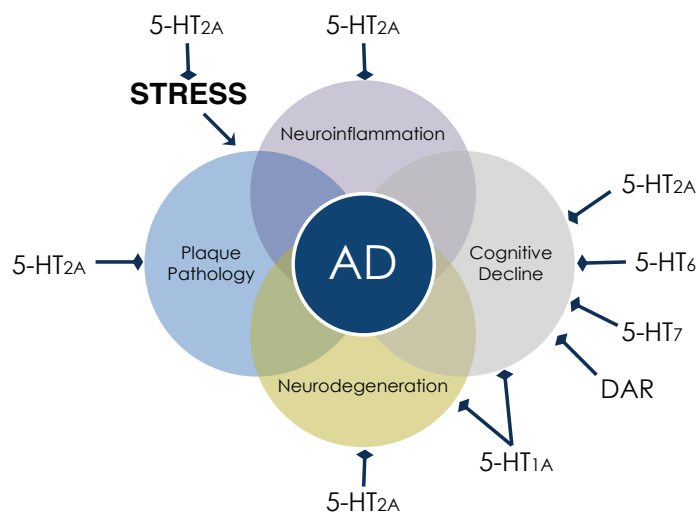 5-HT2A
5-HT2A
STRESS
Neuroinflammation
5-HT2A
5-HT2A
Plaque
Pathology
AD
Cognitive
Decline
5-HT6
5-HT7
Neurodegeneration
DAR
5-HT1A
5-HT2A